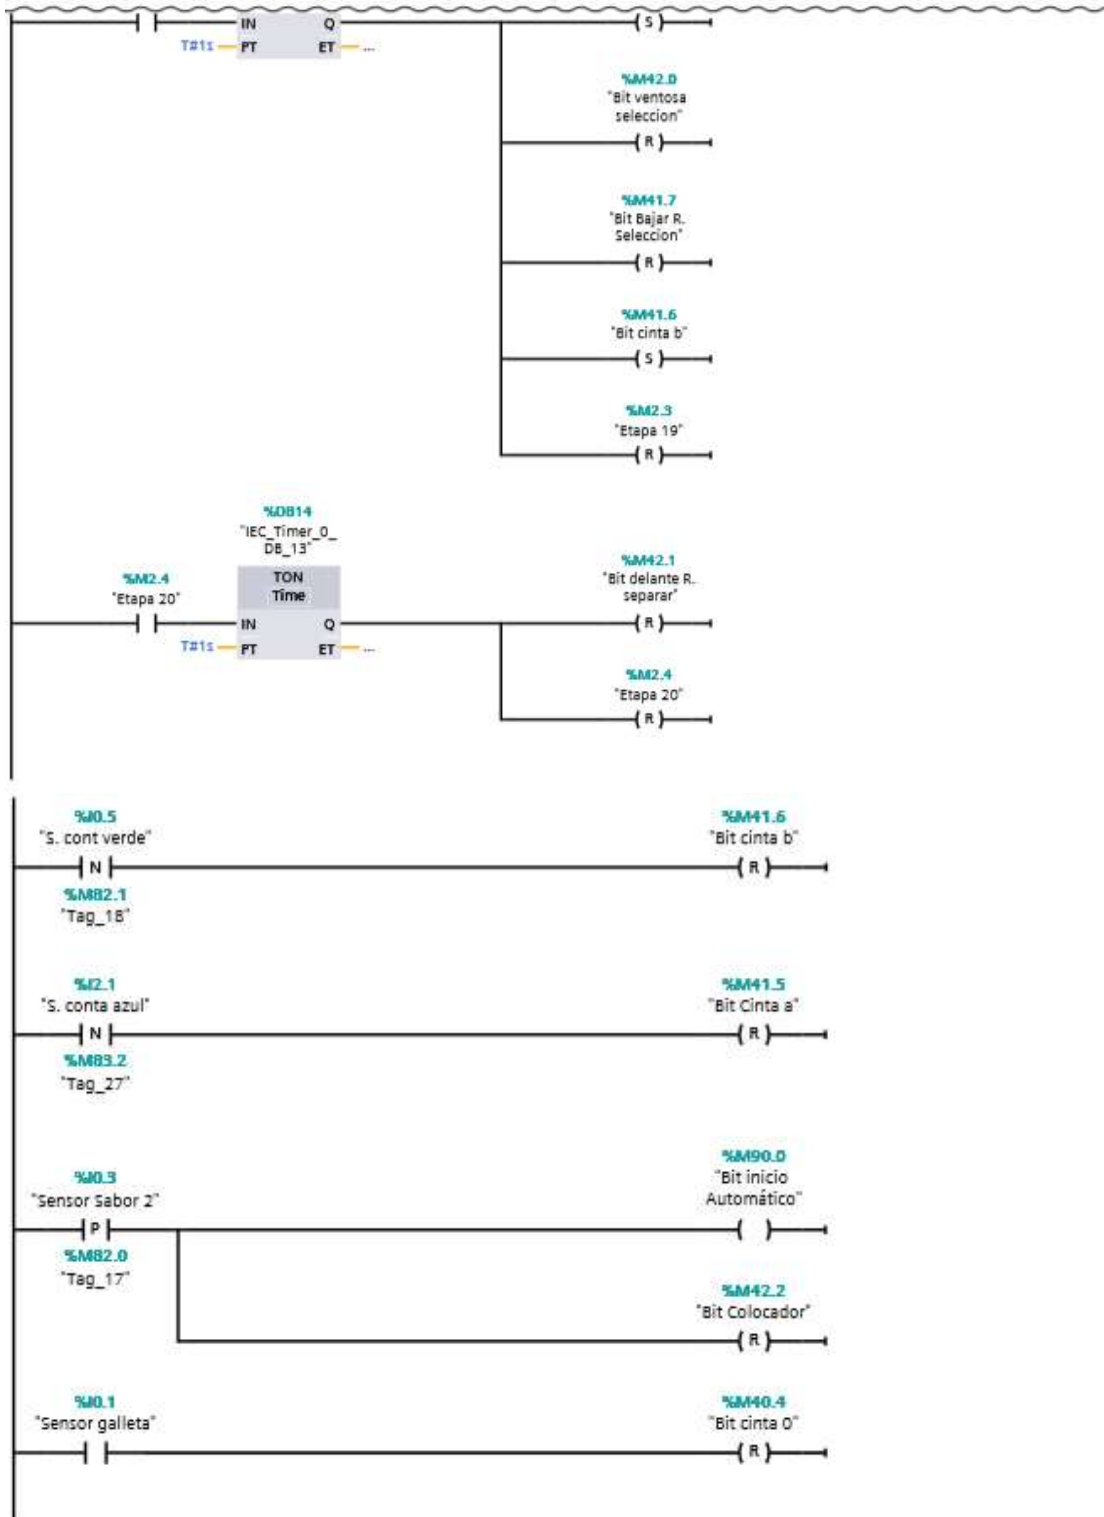 IN Q
( S )
T#1s PT ET ...
%M42.0
"Bit ventosa
seleccion"
( R )
%M41.7
"Bit Bajar R.
Seleccion"
( R )
%M41.6
"Bit cinta b"
( S )
%M2.3
"Etapa 19"
( R )
%DB14
"IEC_Timer_0_
DB_13"
%M2.4
"Etapa 20"
TON
Time
IN Q
T#1s PT ET ...
%M42.1
"Bit delante R.
separar"
( R )
%M2.4
"Etapa 20"
( R )
%I0.5
"S. cont verde"
N
%M82.1
"Tag_18"
%M41.6
"Bit cinta b"
( R )
%I2.1
"S. conta azul"
N
%M83.2
"Tag_27"
%M41.5
"Bit Cinta a"
( R )
%I0.3
"Sensor Sabor 2"
P
%M82.0
"Tag_17"
%M90.0
"Bit inicio
Automático"
( )
%M42.2
"Bit Colocador"
( R )
%I0.1
"Sensor galleta"
%M40.4
"Bit cinta 0"
( R )